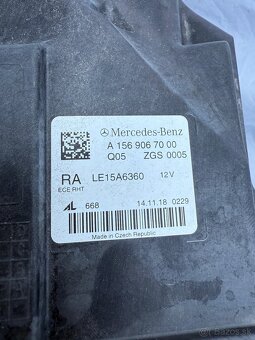 Mercedes-Benz
A 156 906 70 00
Q05 ZGS 0005
RA LE15A6360 12V
ECE RHT
AL 668 14.11.18 0229
Made in Czech Republic